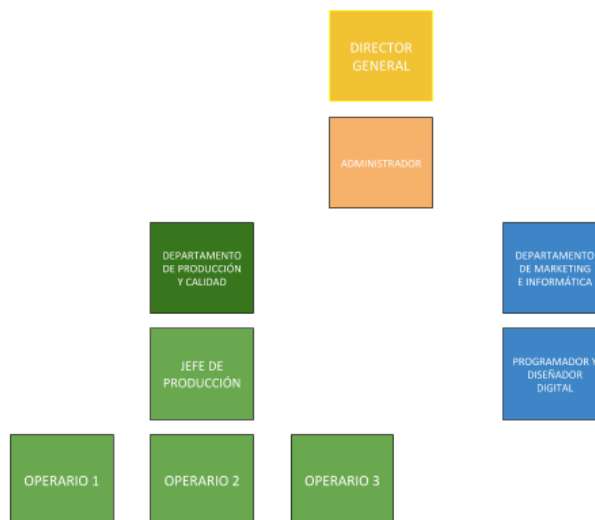 DIRECTOR
GENERAL
ADMINISTRADOR
DEPARTAMENTO
DE PRODUCCIÓN
Y CALIDAD
DEPARTAMENTO
DE MARKETING
E INFORMÁTICA
JEFE DE
PRODUCCIÓN
PROGRAMADOR Y
DISEÑADOR
DIGITAL
OPERARIO 1
OPERARIO 2
OPERARIO 3